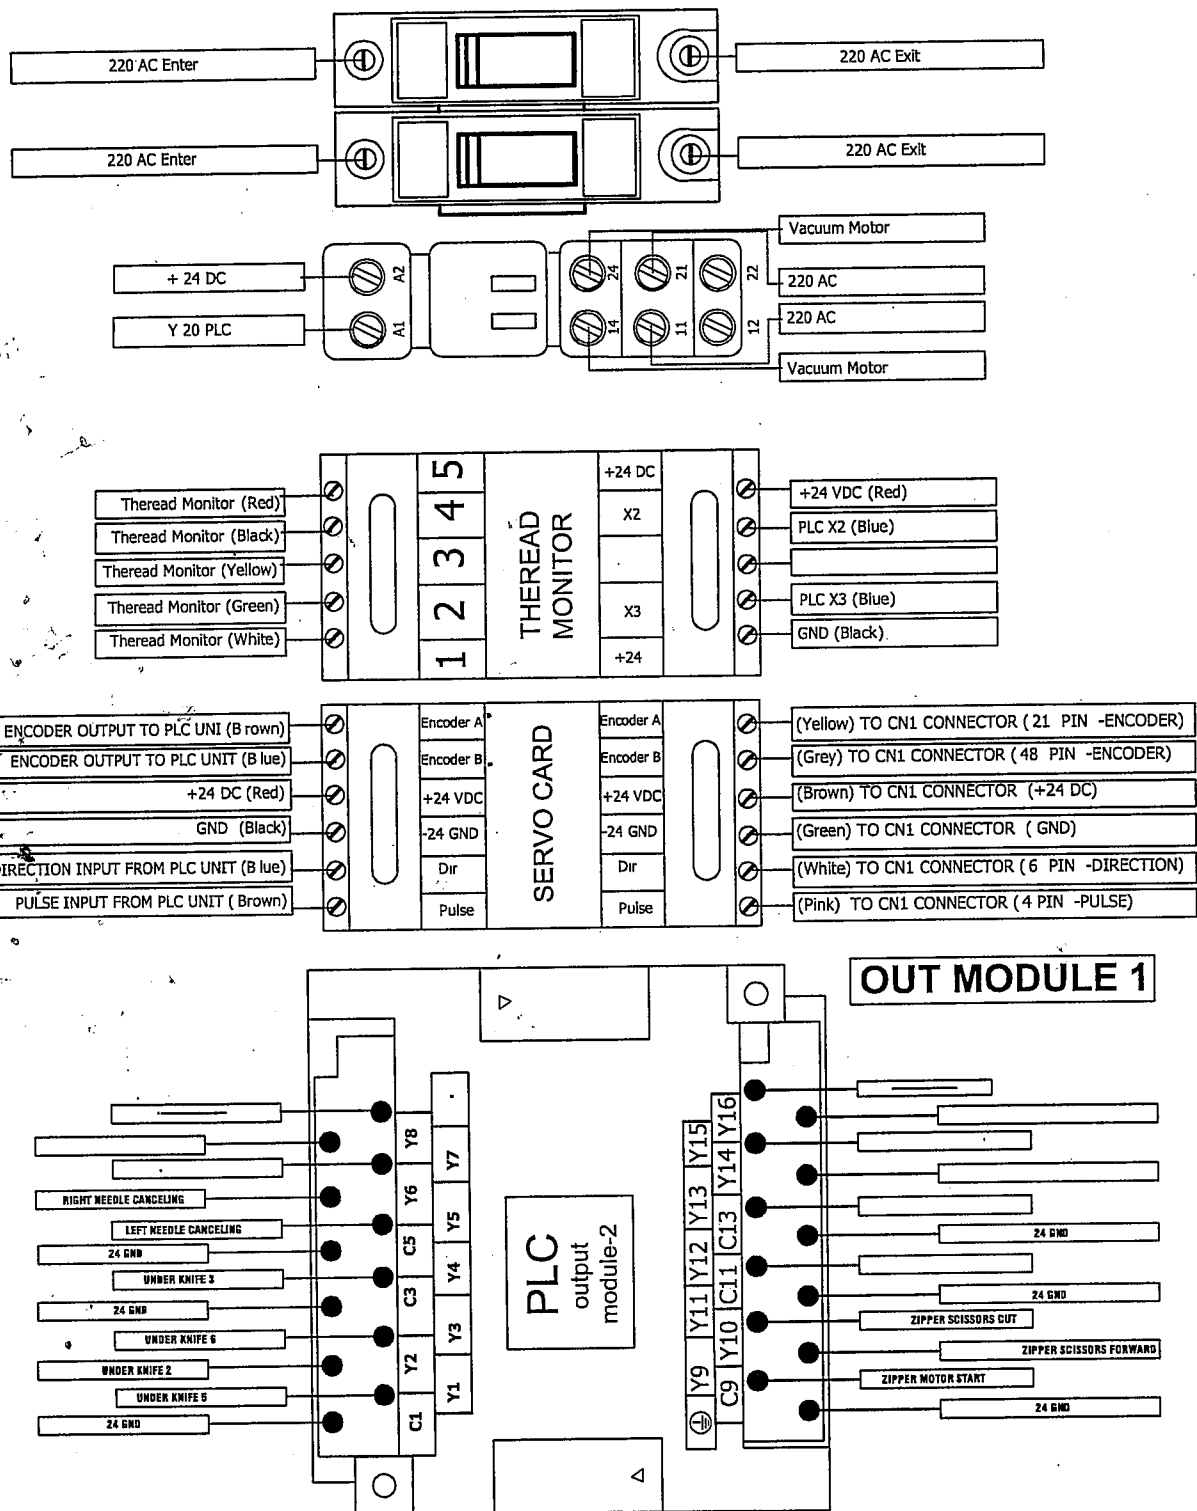 220 AC Enter
220 AC Exit
220 AC Enter
220 AC Exit
+ 24 DC
Y 20 PLC
A2
A1
24
21
22
14
11
12
Vacuum Motor
220 AC
220 AC
Vacuum Motor
Theread Monitor (Red)
Theread Monitor (Black)
Theread Monitor (Yellow)
Theread Monitor (Green)
Theread Monitor (White)
5
4
3
2
1
THEREAD
MONITOR
+24 DC
X2
X3
+24
+24 VDC (Red)
PLC X2 (Blue)
PLC X3 (Blue)
GND (Black)
ENCODER OUTPUT TO PLC UNI (Brown)
ENCODER OUTPUT TO PLC UNIT (Blue)
+24 DC (Red)
GND (Black)
DIRECTION INPUT FROM PLC UNIT (Blue)
PULSE INPUT FROM PLC UNIT (Brown)
Encoder A
Encoder B
+24 VDC
-24 GND
Dır
Pulse
SERVO CARD
Encoder A
Encoder B
+24 VDC
-24 GND
Dır
Pulse
(Yellow) TO CN1 CONNECTOR (21 PIN -ENCODER)
(Grey) TO CN1 CONNECTOR (48 PIN -ENCODER)
(Brown) TO CN1 CONNECTOR (+24 DC)
(Green) TO CN1 CONNECTOR ( GND)
(White) TO CN1 CONNECTOR (6 PIN -DIRECTION)
(Pink) TO CN1 CONNECTOR (4 PIN -PULSE)
OUT MODULE 1
RIGHT NEEDLE CANCELING
LEFT NEEDLE CANCELING
24 GND
UNDER KNIFE 3
24 GND
UNDER KNIFE 6
UNDER KNIFE 2
UNDER KNIFE 5
24 GND
Y8
Y6
C5
C3
Y2
C1
.
Y7
Y5
Y4
Y3
Y1
PLC
output
module-2
Y15
Y13
Y12
Y11
Y9
Y16
Y14
C13
C11
Y10
C9
24 GND
24 GND
ZIPPER SCISSORS CUT
ZIPPER SCISSORS FORWARD
ZIPPER MOTOR START
24 GND